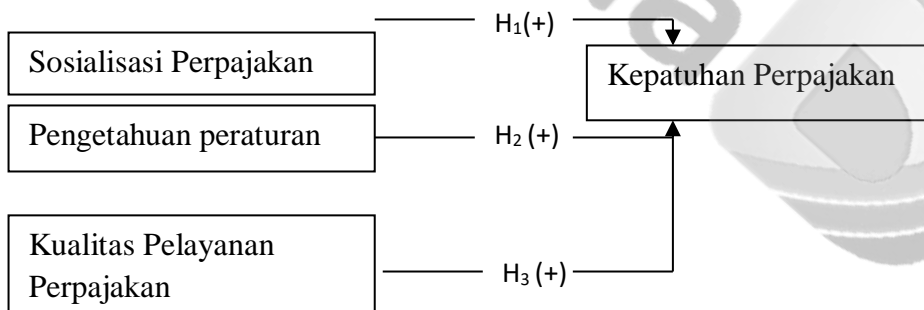 H₁(+)
Sosialisasi Perpajakan
Kepatuhan Perpajakan
Pengetahuan peraturan
H₂ (+)
Kualitas Pelayanan
Perpajakan
H₃ (+)